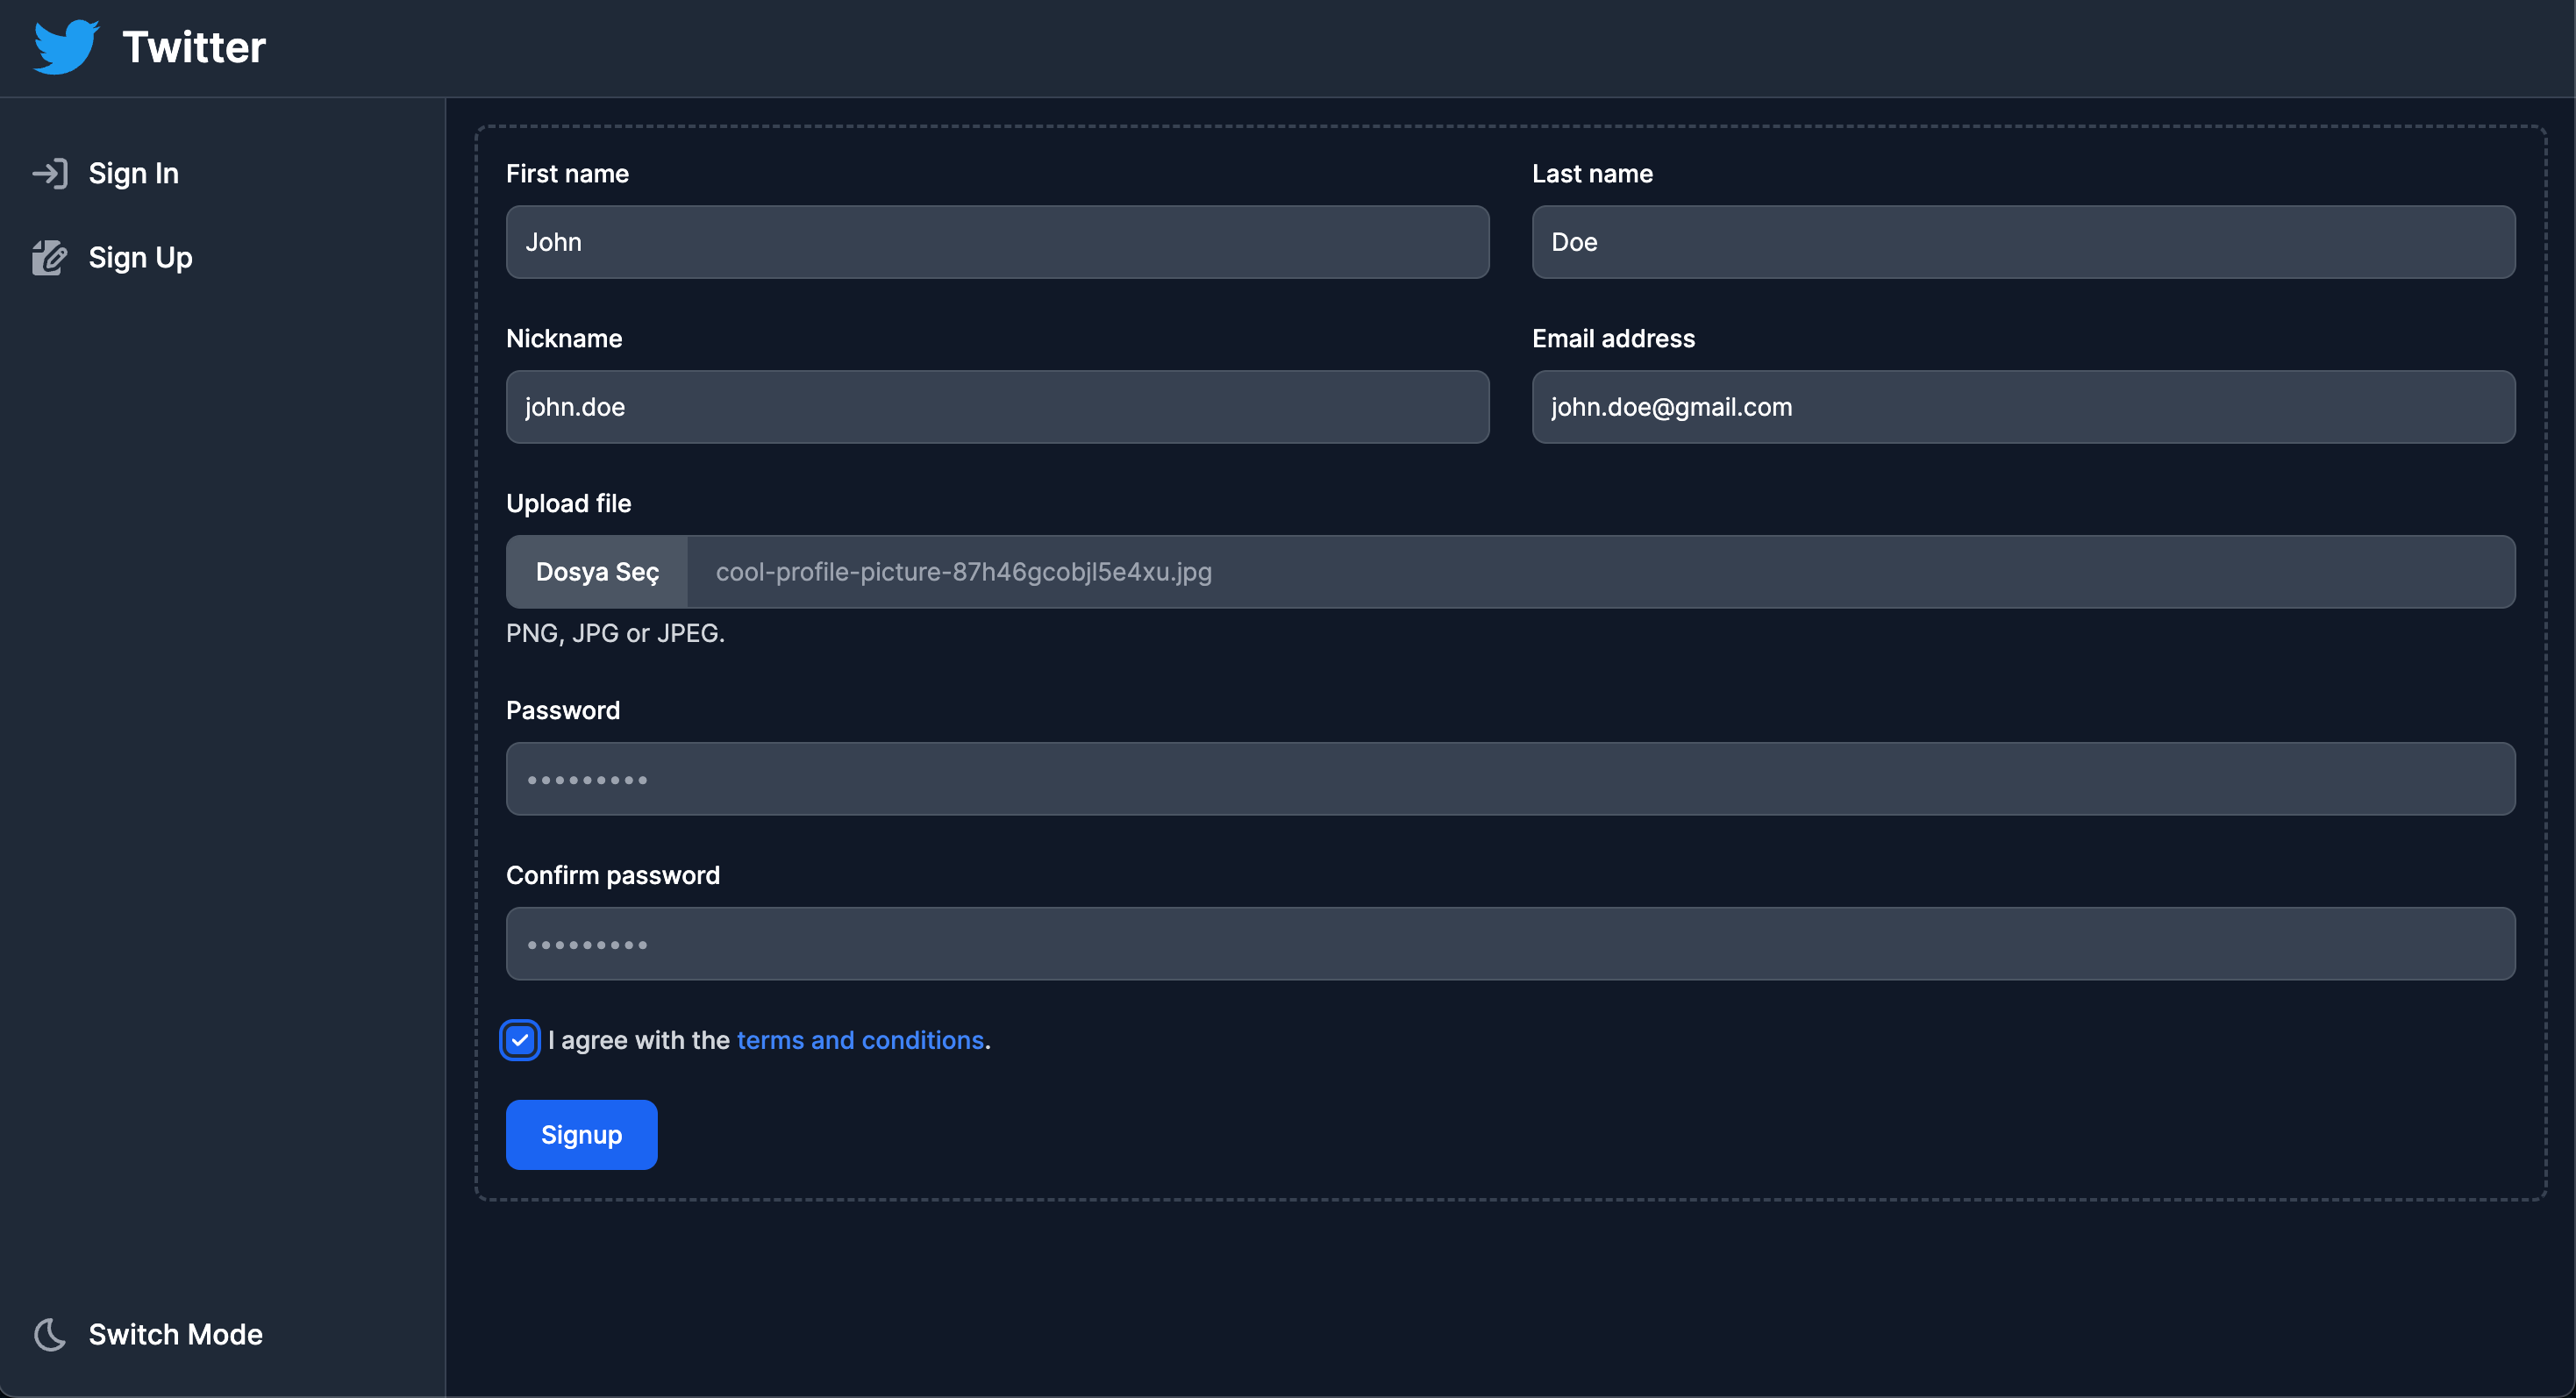 Twitter
Sign In
Sign Up
First name
Last name
John
Doe
Nickname
Email address
john.doe
john.doe@gmail.com
Upload file
Dosya Seç cool-profile-picture-87h46gcobjl5e4xu.jpg
PNG, JPG or JPEG.
Password
•••••••••
Confirm password
•••••••••
I agree with the terms and conditions.
Signup
Switch Mode